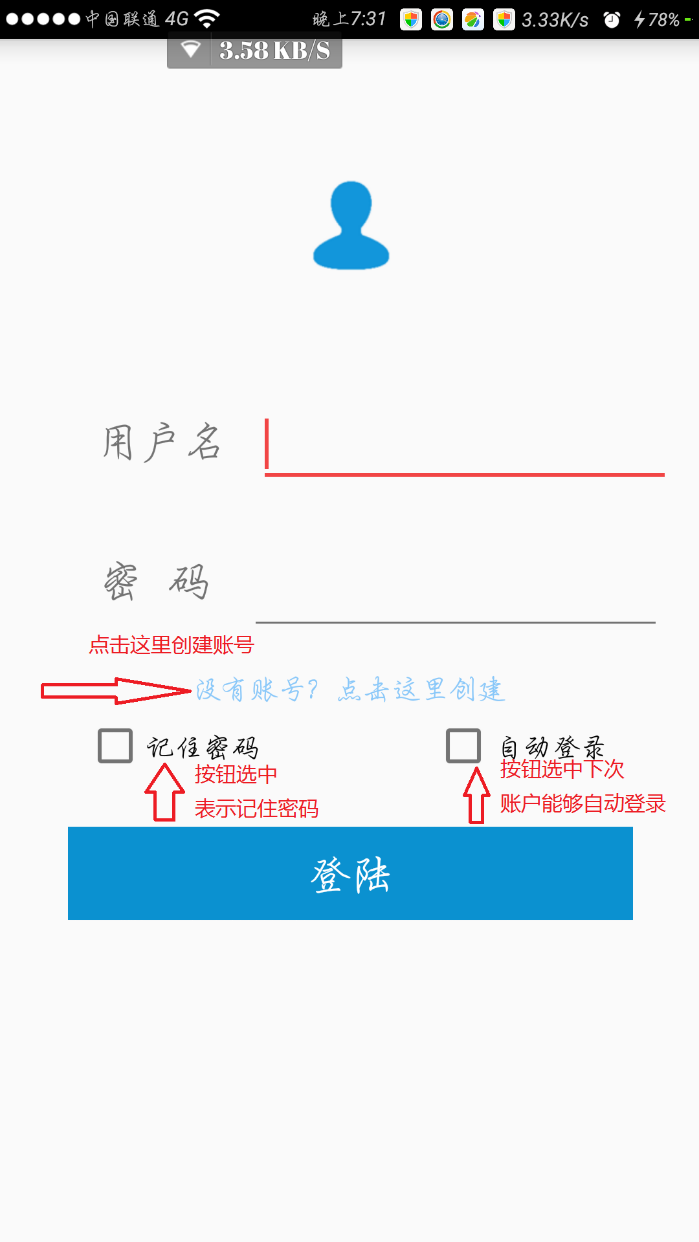 中国联通 4G 晚上7:31 3.33K/s 78%
3.58 KB/S
用户名
密 码
点击这里创建账号
没有账号？点击这里创建
记住密码 自动登录
按钮选中 按钮选中下次
表示记住密码 账户能够自动登录
登陆